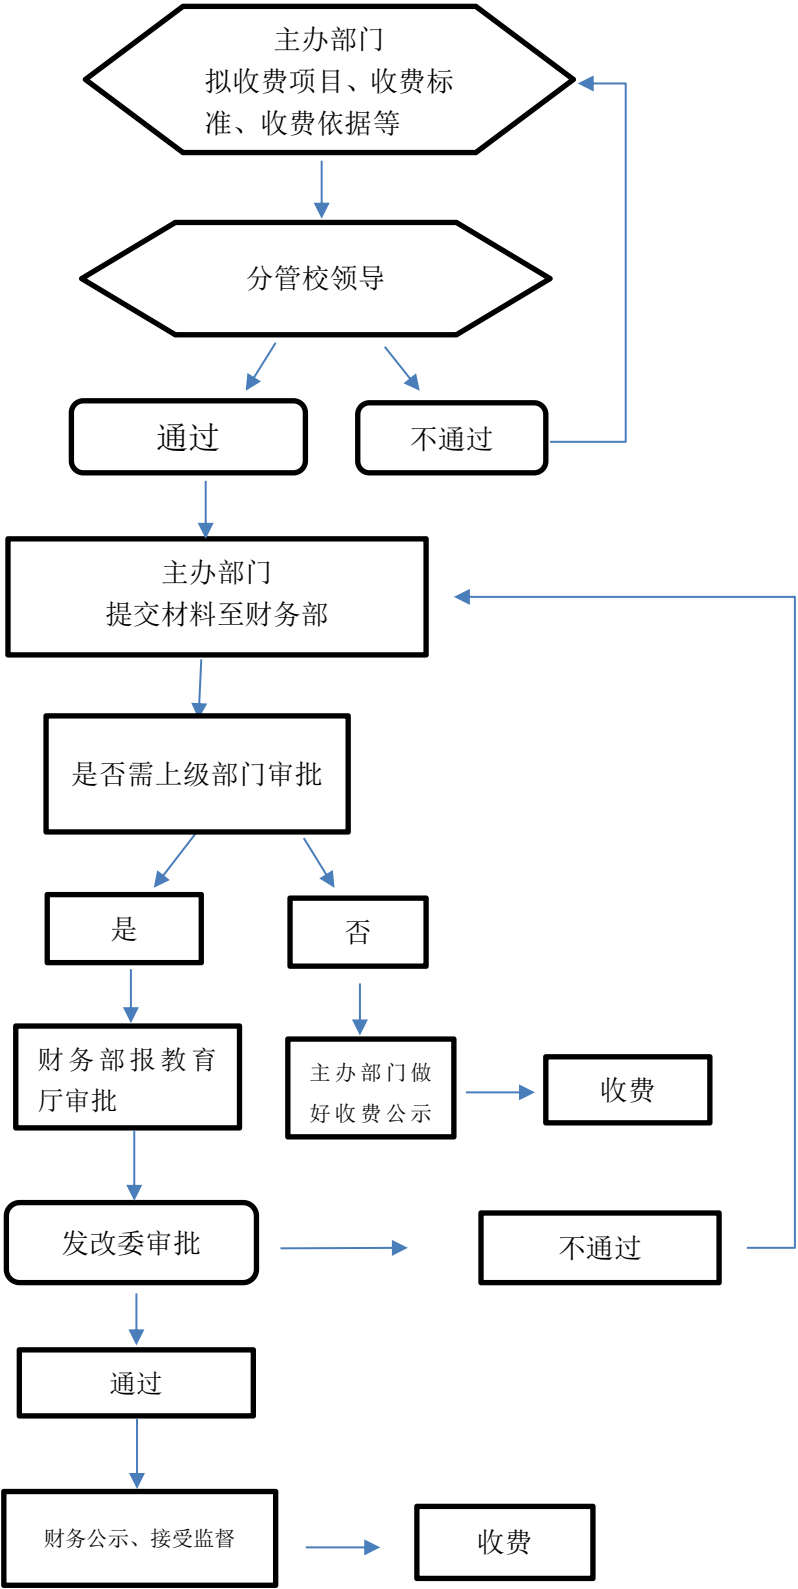 主办部门
拟收费项目、收费标
准、收费依据等
分管校领导
通过
不通过
主办部门
提交材料至财务部
是否需上级部门审批
是
否
财务部报教育
厅审批
主办部门做
好收费公示
收费
发改委审批
不通过
通过
财务公示、接受监督
收费